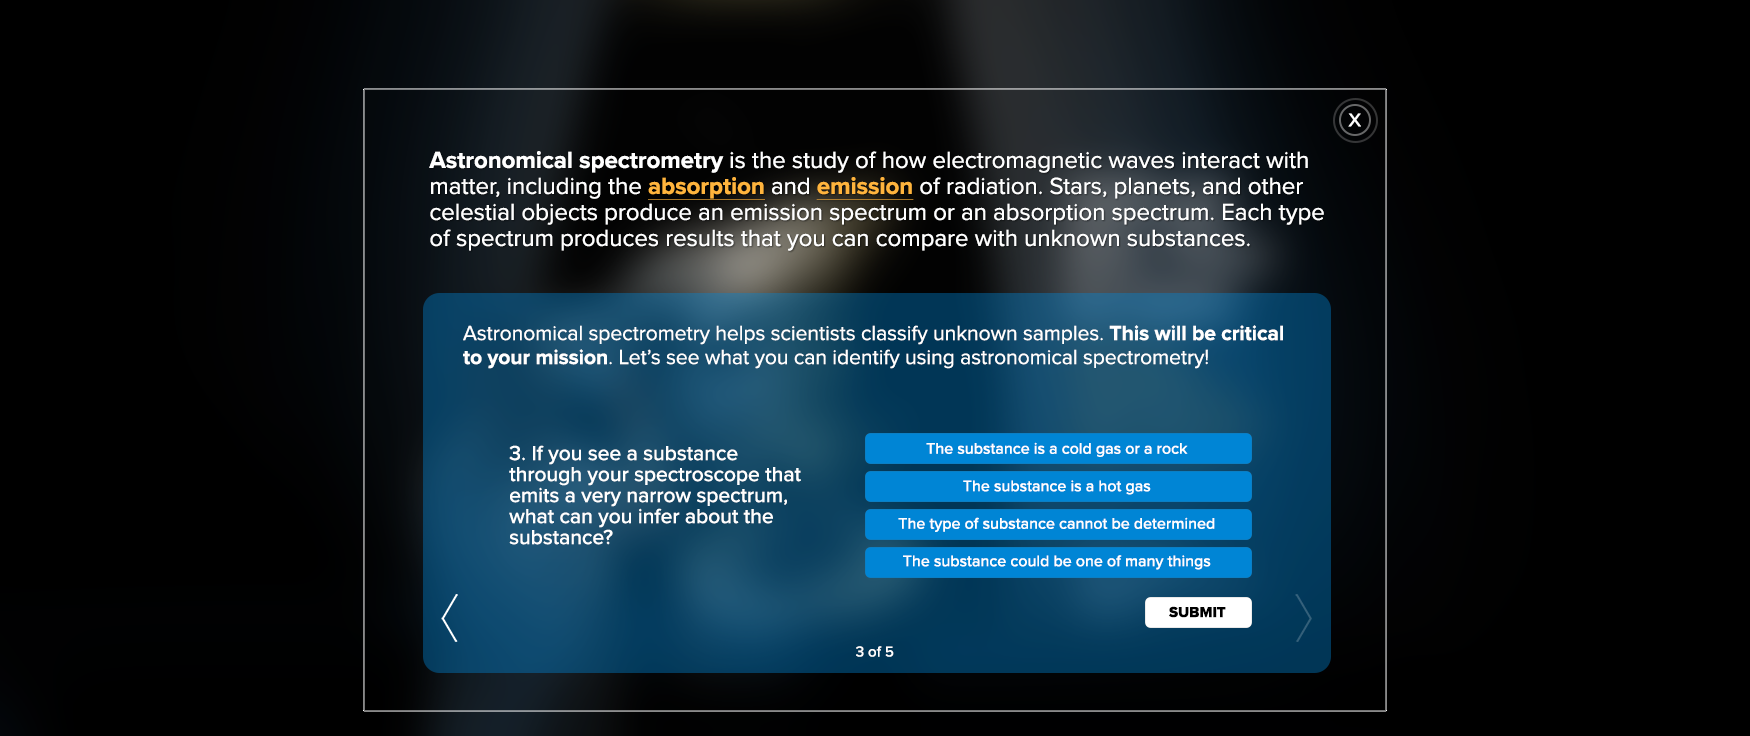 X
Astronomical spectrometry is the study of how electromagnetic waves interact with
matter, including the absorption and emission of radiation. Stars, planets, and other
celestial objects produce an emission spectrum or an absorption spectrum. Each type
of spectrum produces results that you can compare with unknown substances.
Astronomical spectrometry helps scientists classify unknown samples. This will be critical
to your mission. Let's see what you can identify using astronomical spectrometry!
3. If you see a substance
through your spectroscope that
emits a very narrow spectrum,
what can you infer about the
substance?
The substance is a cold gas or a rock
The substance is a hot gas
The type of substance cannot be determined
The substance could be one of many things
SUBMIT
3 of 5